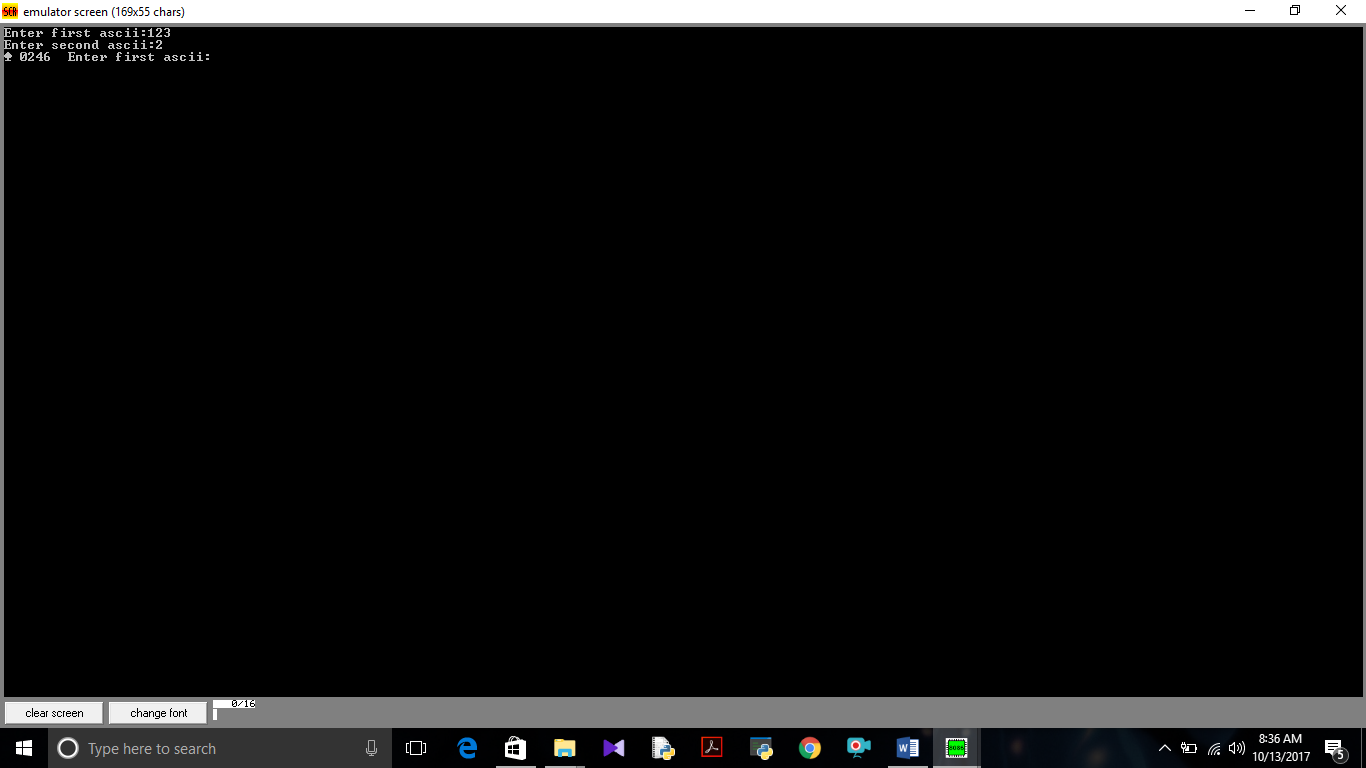 emulator screen (169x55 chars)
Enter first ascii:123
Enter second ascii:2
♠ 0246  Enter first ascii:
clear screen
change font
0/16
Type here to search
8:36 AM
10/13/2017
5